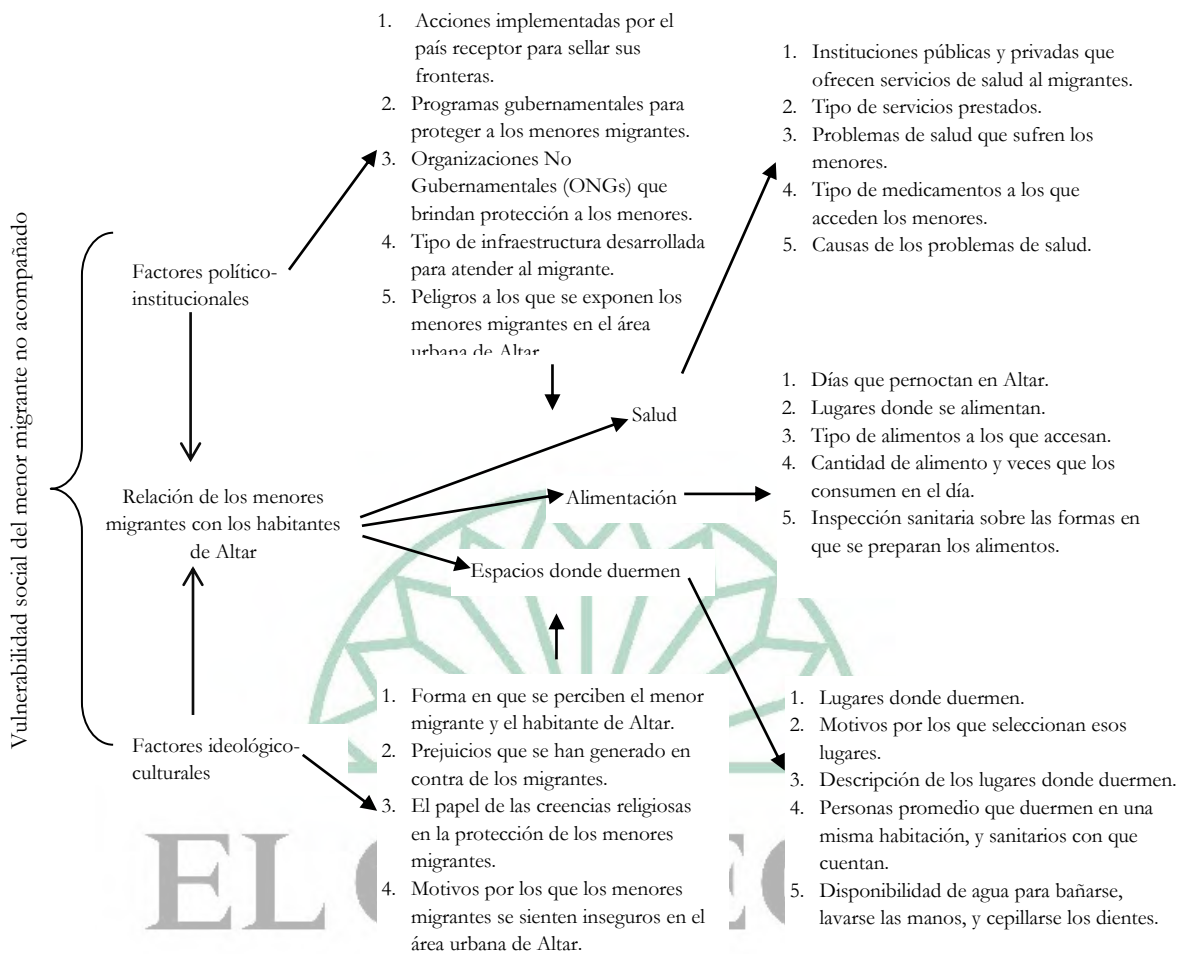 Vulnerabilidad social del menor migrante no acompañado
Factores político-
institucionales
Relación de los menores
migrantes con los habitantes
de Altar
Factores ideológico-
culturales
1. Acciones implementadas por el
país receptor para sellar sus
fronteras.
2. Programas gubernamentales para
proteger a los menores migrantes.
3. Organizaciones No
Gubernamentales (ONGs) que
brindan protección a los menores.
4. Tipo de infraestructura desarrollada
para atender al migrante.
5. Peligros a los que se exponen los
menores migrantes en el área
urbana de Altar
Salud
Alimentación
Espacios donde duermen
1. Forma en que se perciben el menor
migrante y el habitante de Altar.
2. Prejuicios que se han generado en
contra de los migrantes.
3. El papel de las creencias religiosas
en la protección de los menores
migrantes.
4. Motivos por los que los menores
migrantes se sienten inseguros en el
área urbana de Altar.
1. Instituciones públicas y privadas que
ofrecen servicios de salud al migrantes.
2. Tipo de servicios prestados.
3. Problemas de salud que sufren los
menores.
4. Tipo de medicamentos a los que
acceden los menores.
5. Causas de los problemas de salud.
1. Días que pernoctan en Altar.
2. Lugares donde se alimentan.
3. Tipo de alimentos a los que accesan.
4. Cantidad de alimento y veces que los
consumen en el día.
5. Inspección sanitaria sobre las formas en
que se preparan los alimentos.
1. Lugares donde duermen.
2. Motivos por los que seleccionan esos
lugares.
3. Descripción de los lugares donde duermen.
4. Personas promedio que duermen en una
misma habitación, y sanitarios con que
cuentan.
5. Disponibilidad de agua para bañarse,
lavarse las manos, y cepillarse los dientes.
EL